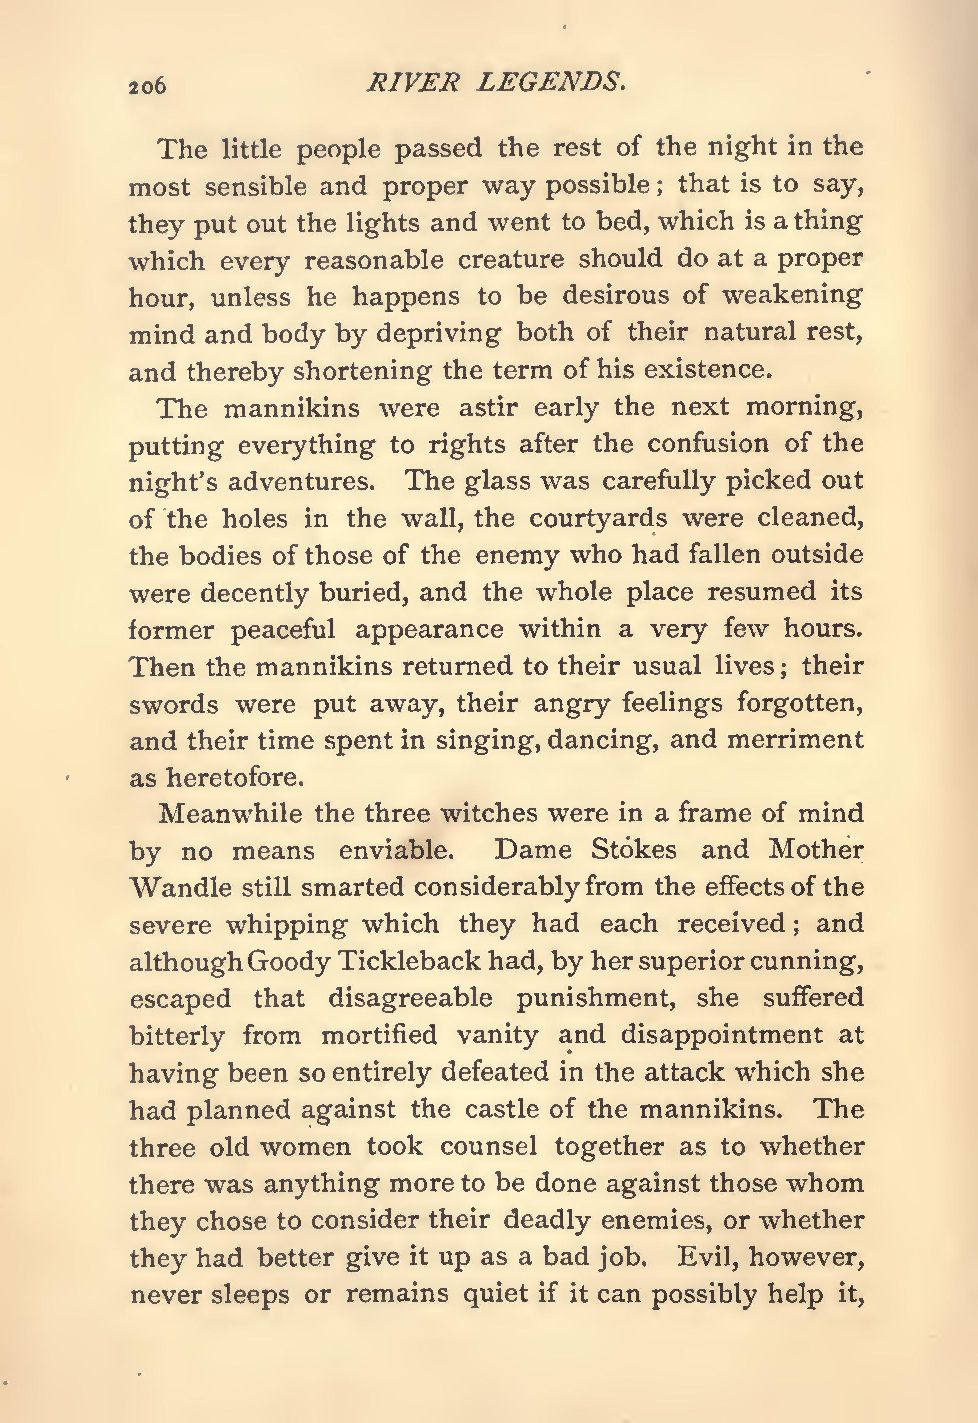 206 RIVER LEGENDS.
The little people passed the rest of the night in the
most sensible and proper way possible; that is to say,
they put out the lights and went to bed, which is a thing
which every reasonable creature should do at a proper
hour, unless he happens to be desirous of weakening
mind and body by depriving both of their natural rest,
and thereby shortening the term of his existence.
The mannikins were astir early the next morning,
putting everything to rights after the confusion of the
night's adventures. The glass was carefully picked out
of the holes in the wall, the courtyards were cleaned,
the bodies of those of the enemy who had fallen outside
were decently buried, and the whole place resumed its
former peaceful appearance within a very few hours.
Then the mannikins returned to their usual lives; their
swords were put away, their angry feelings forgotten,
and their time spent in singing, dancing, and merriment
as heretofore.
Meanwhile the three witches were in a frame of mind
by no means enviable. Dame Stokes and Mother
Wandle still smarted considerably from the effects of the
severe whipping which they had each received; and
although Goody Tickleback had, by her superior cunning,
escaped that disagreeable punishment, she suffered
bitterly from mortified vanity and disappointment at
having been so entirely defeated in the attack which she
had planned against the castle of the mannikins. The
three old women took counsel together as to whether
there was anything more to be done against those whom
they chose to consider their deadly enemies, or whether
they had better give it up as a bad job. Evil, however,
never sleeps or remains quiet if it can possibly help it,